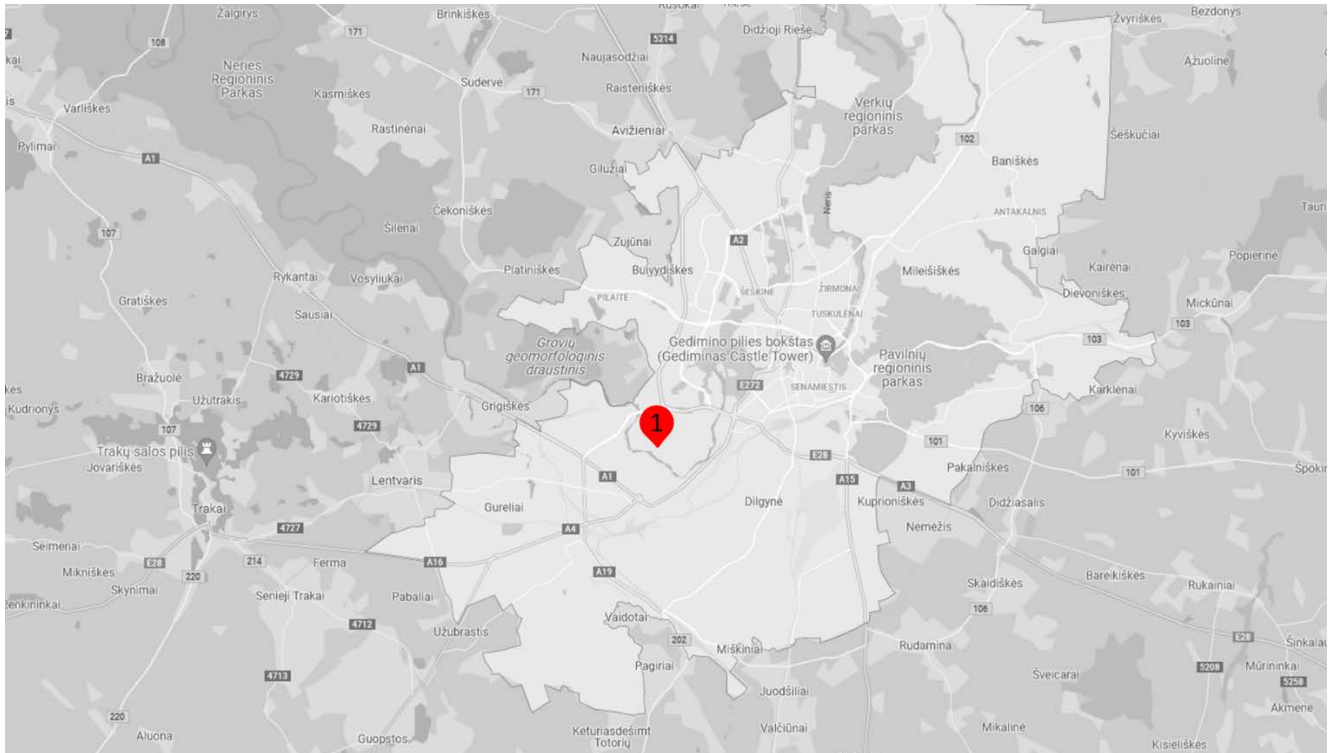 Žalgirys
Brinkiškės
Rusokai
Riešė
Bezdonys
Žvyriškės
Didžioji Riešė
171
5214
108
Naujasodžiai
Ažuolinė
Neries
Regioninis
Parkas
Suderve
Raisteniškės
Kasmiškės
171
Varliškės
Verkių
regioninis
parkas
Rastinėnai
Avižieniai
Šeškučiai
102
Pylimai
A1
Gilužiai
Baniškės
Čekoniškės
Neris
ANTAKALNIS
Tauri
Šilėnai
107
Zujūnai
A2
Galgiai
Popierinė
Rykantai
Vosyliukai
Platiniškės
Buivydiškės
Mileišiškės
Kairėnai
ŠEŠKINĖ
ŽIRMŪNAI
Dievoniškės
Gratiškės
PILAITĖ
Mickūnai
Sausiai
TUSKULĖNAI
103
Grovių
geomorfologinis
draustinis
Gedimino pilies bokštas
(Gediminas Castle Tower)
103
Pavilnių
regioninis
parkas
Bražuolė
4729
A1
E272
SENAMIESTIS
Karklėnai
Užutrakis
Kariotiškės
Kudrionys
Grigiškės
106
107
4729
1
101
Kyviškės
Trakų salos pilis
Jovariškės
E28
Pakalniškės
101
Špokin
Lentvaris
A1
A15
A3
Gureliai
Dilgynė
Kuprioniškės
Didžiasalis
Trakai
4727
A4
Nemėžis
Sėmėnai
E28
214
Ferma
A16
Mikniškės
220
A19
Bareikiškės
Skynimai
Senieji Trakai
Pabaliai
Skaidiškės
Rukainiai
Ženkininkai
106
4712
Vaidotai
Užubrastis
202
Rudamina
E28
Šinkalau
Miškiniai
Pagiriai
5208
Mūrininkai
4713
Šveicarai
5258
Juodšiliai
Akmenė
220
Keturiasdešimt
Totorių
Valčiūnai
Mikalinė
Aluona
Guopstos
Kisieliškės